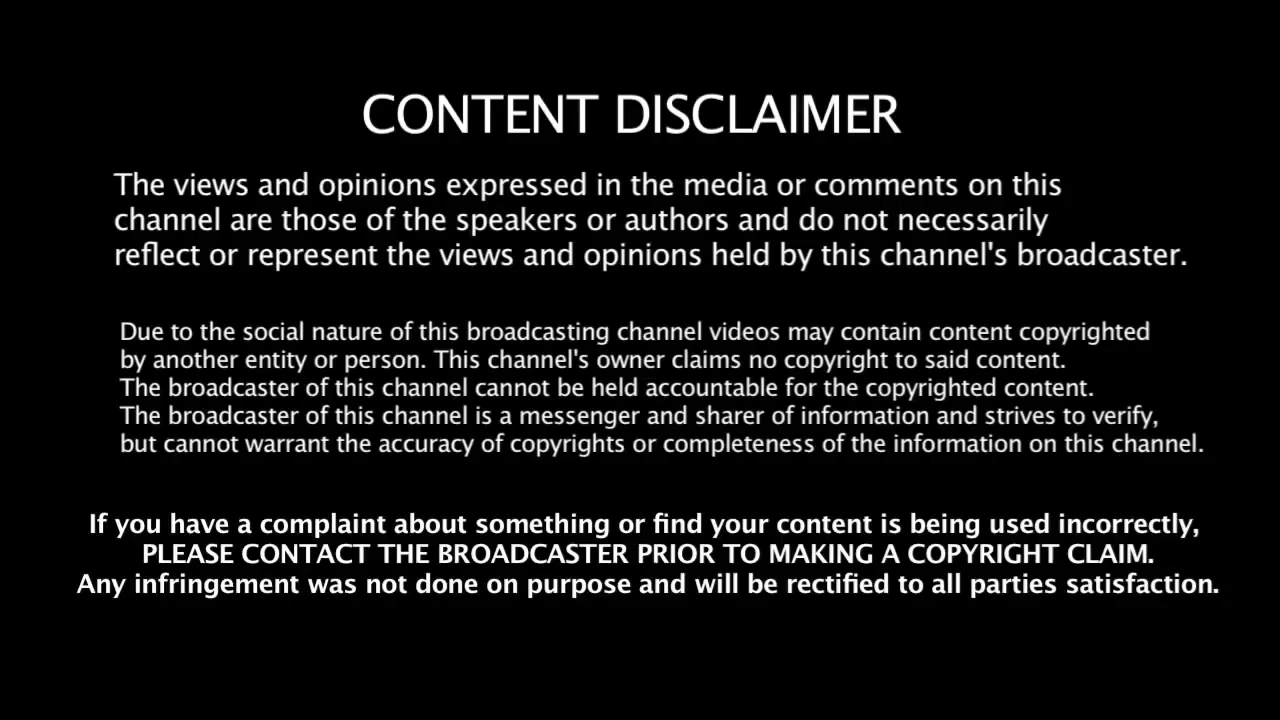 CONTENT DISCLAIMER
The views and opinions expressed in the media or comments on this
channel are those of the speakers or authors and do not necessarily
reflect or represent the views and opinions held by this channel's broadcaster.
Due to the social nature of this broadcasting channel videos may contain content copyrighted
by another entity or person. This channel's owner claims no copyright to said content.
The broadcaster of this channel cannot be held accountable for the copyrighted content.
The broadcaster of this channel is a messenger and sharer of information and strives to verify,
but cannot warrant the accuracy of copyrights or completeness of the information on this channel.
If you have a complaint about something or find your content is being used incorrectly,
PLEASE CONTACT THE BROADCASTER PRIOR TO MAKING A COPYRIGHT CLAIM.
Any infringement was not done on purpose and will be rectified to all parties satisfaction.